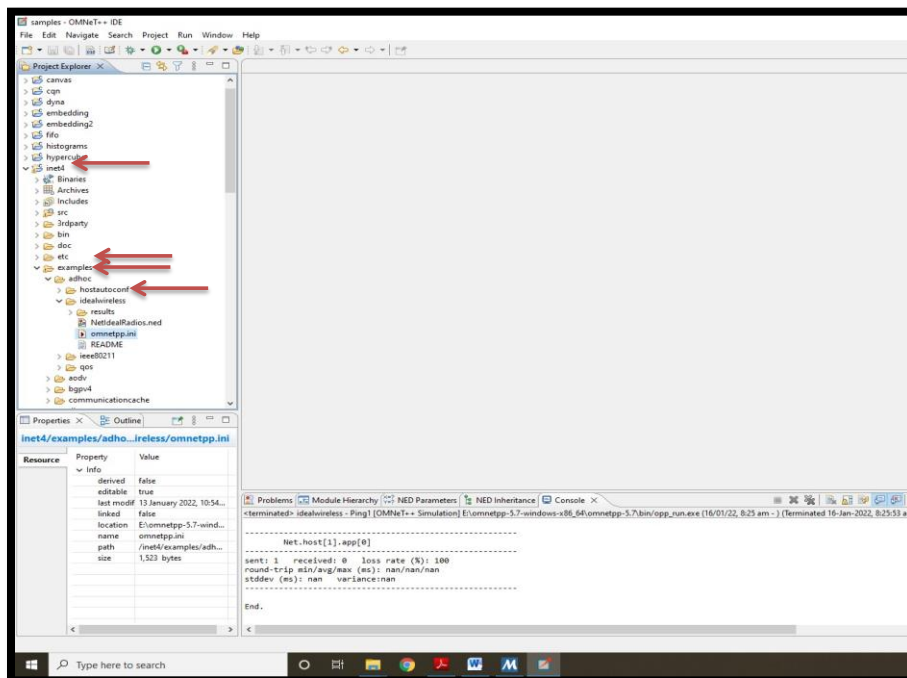 samples - OMNeT++ IDE
File Edit Navigate Search Project Run Window Help
Project Explorer
canvas
cqn
dyna
embedding
embedding2
fifo
histograms
hypercube
inet4
Binaries
Archives
Includes
src
3rdparty
bin
doc
etc
examples
adhoc
hostautoconf
idealwireless
results
NetIdealRadios.ned
omnetpp.ini
README
ieee80211
qos
aodv
bgpv4
communicationcache
Properties Outline
inet4/examples/adho...ireless/omnetpp.ini
Resource
Property Value
Info
derived false
editable true
last modif 13 January 2022, 10:54...
linked false
location E:\omnetpp-5.7-wind...
name omnetpp.ini
path /inet4/examples/adh...
size 1,523 bytes
Problems Module Hierarchy NED Parameters NED Inheritance Console
<terminated> idealwireless - Ping1 [OMNeT++ Simulation] E:\omnetpp-5.7-windows-x86_64\omnetpp-5.7\bin/opp_run.exe (16/01/22, 8:25 am - ) (Terminated 16-Jan-2022, 8:25:53 a
--------------------------------------------------------
Net.host[1].app[0]
--------------------------------------------------------
sent: 1 received: 0 loss rate (%): 100
round-trip min/avg/max (ms): nan/nan/nan
stddev (ms): nan variance:nan
--------------------------------------------------------
End.
Type here to search